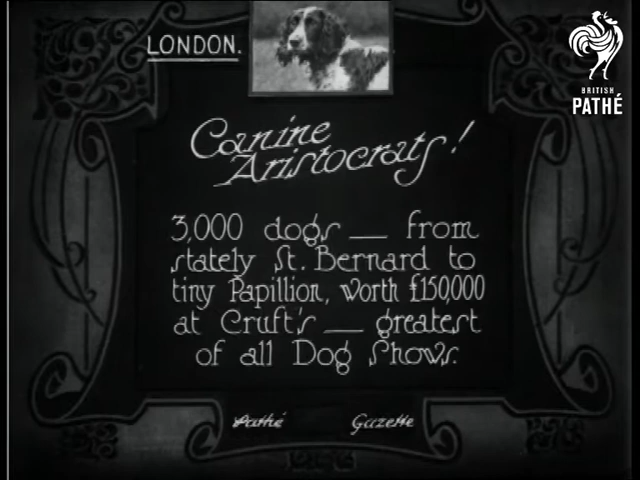 LONDON.
BRITISH
PATHÉ
Canine
Aristocrats!
3,000 dogs — from
stately St. Bernard to
tiny Papillion, worth £150,000
at Cruft's — greatest
of all Dog Shows.
Pathé Gazette